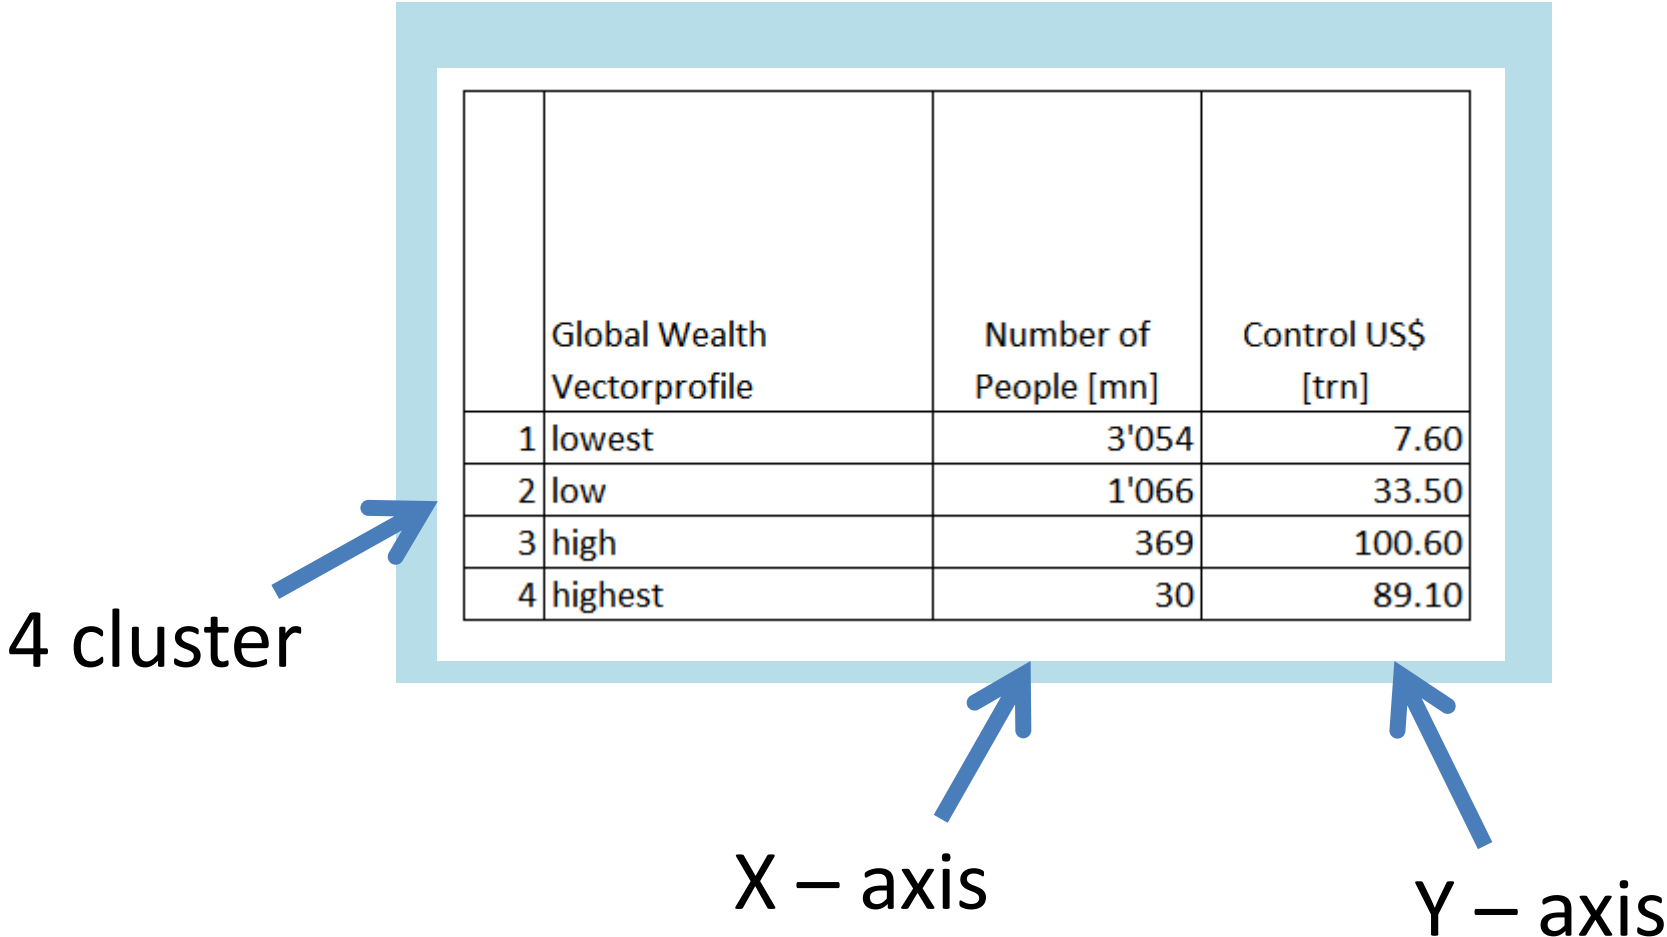 Global Wealth Number of Control US$
Vectorprofile People [mn] [trn]
1 lowest 3'054 7.60
2 low 1'066 33.50
3 high 369 100.60
4 highest 30 89.10
4 cluster
X – axis
Y – axis